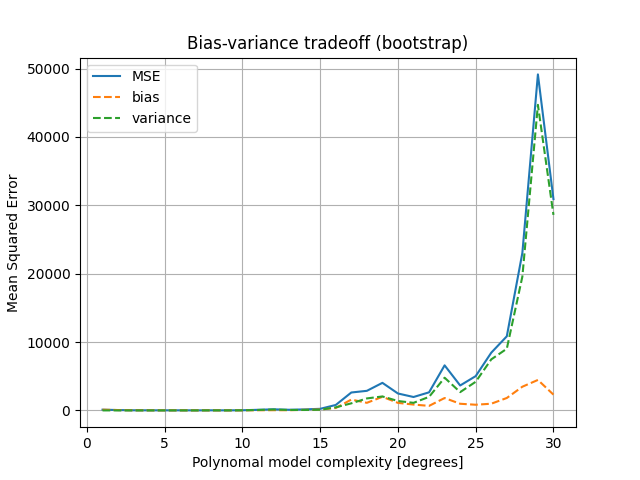 Bias-variance tradeoff (bootstrap)
MSE
bias
variance
50000
40000
30000
20000
10000
0
Mean Squared Error
0 5 10 15 20 25 30
Polynomal model complexity [degrees]